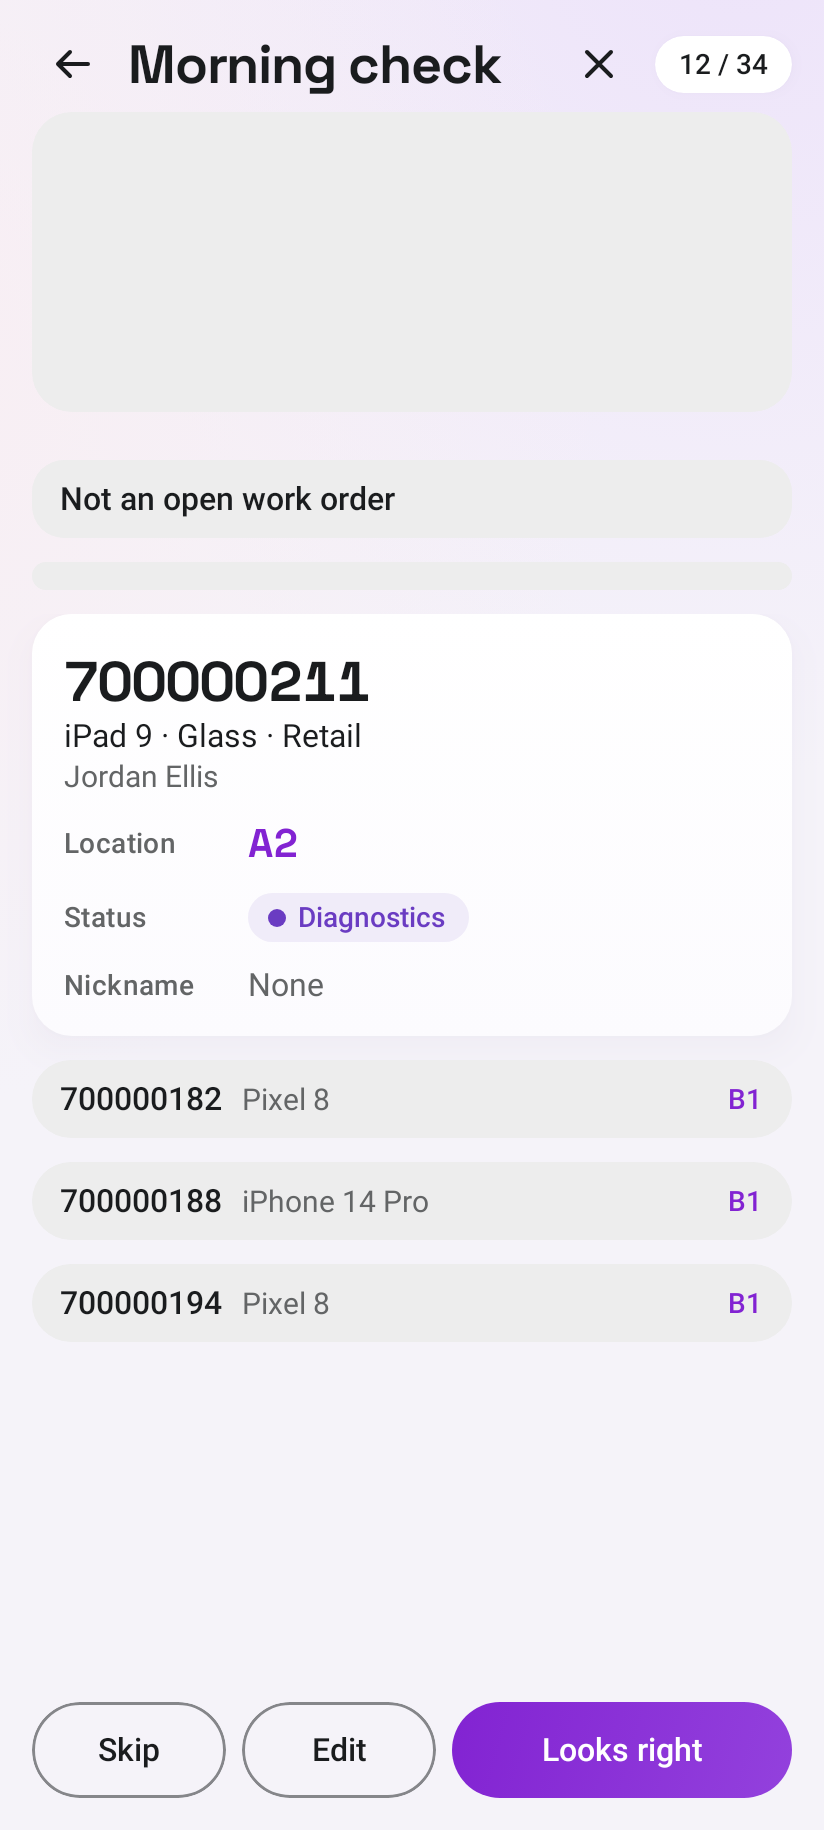 Morning check
12 / 34
Not an open work order
700000211
iPad 9 · Glass · Retail
Jordan Ellis
Location A2
Status Diagnostics
Nickname None
700000182 Pixel 8 B1
700000188 iPhone 14 Pro B1
700000194 Pixel 8 B1
Skip Edit Looks right